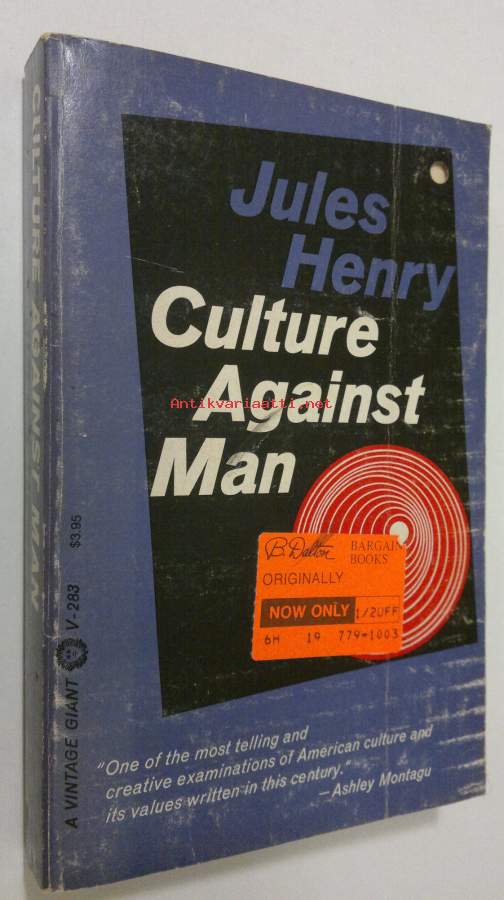 Jules
Henry
Culture
Against
Man
Antikvariaatti.net
B. Dalton
BARGAIN
BOOKS
ORIGINALLY
NOW ONLY
1/2OFF
6H 19 779-1003
"One of the most telling and
creative examinations of American culture and
its values written in this century."
—Ashley Montagu
CULTURE AGAINST MAN
$3.95
A VINTAGE GIANT V-283